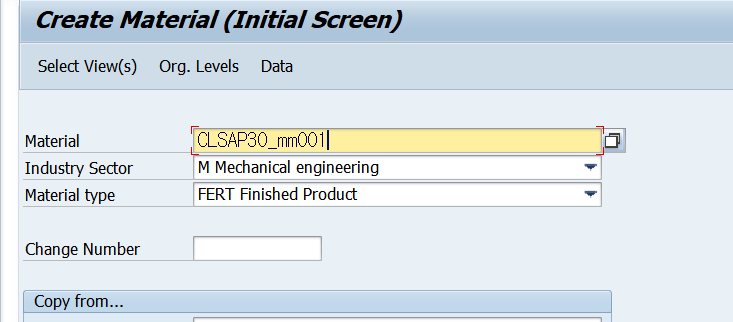 Create Material (Initial Screen)
Select View(s) Org. Levels Data
Material CLSAP30_mm001
Industry Sector M Mechanical engineering
Material type FERT Finished Product
Change Number
Copy from...